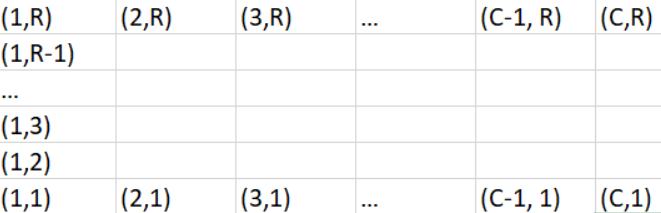 (1,R) (2,R) (3,R) ... (C-1, R) (C,R)
(1,R-1)
...
(1,3)
(1,2)
(1,1) (2,1) (3,1) ... (C-1, 1) (C,1)